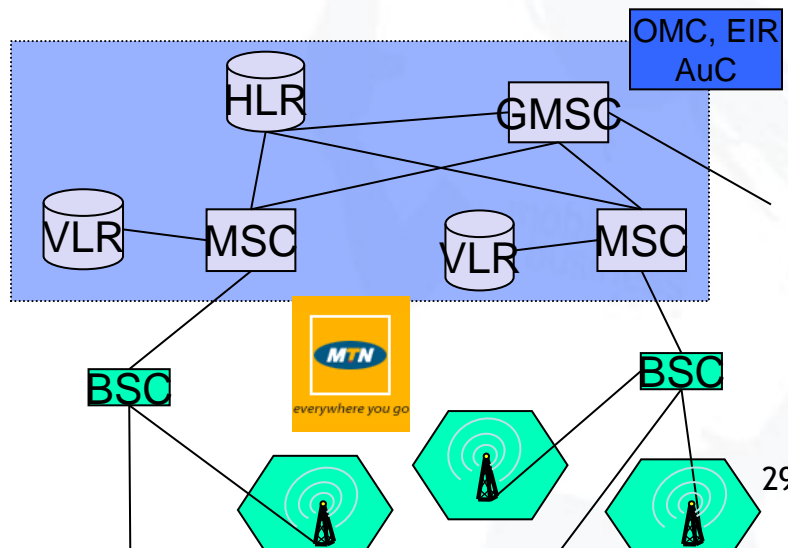 OMC, EIR
AuC
HLR
GMSC
VLR
MSC
VLR
MSC
BSC
MTN
everywhere you go
BSC
29